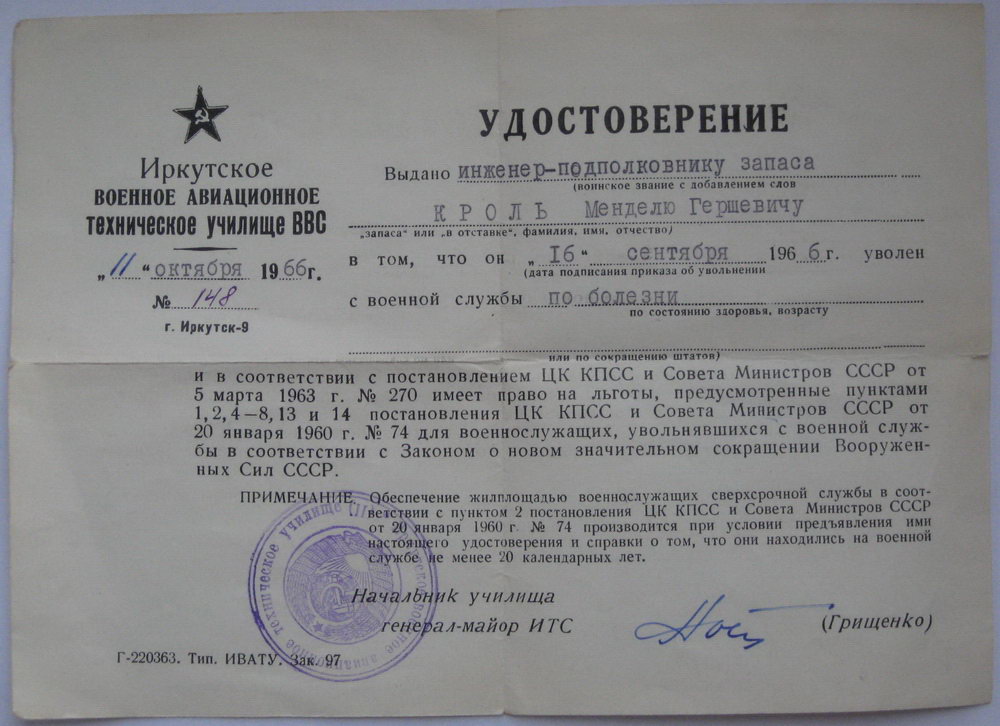 Иркутское
ВОЕННОЕ АВИАЦИОННОЕ
ТЕХНИЧЕСКОЕ УЧИЛИЩЕ ВВС
„11“ октября 1966г.
№ 148
г. Иркутск-9
УДОСТОВЕРЕНИЕ
Выдано инженер-подполковнику запаса
(воинское звание с добавлением слов
КРОЛЬ Менделю Гершевичу
„запаса“ или „в отставке“, фамилия, имя, отчество)
в том, что он „16“ сентября 1966г. уволен
(дата подписания приказа об увольнении
с военной службы по болезни
по состоянию здоровья, возрасту
или по сокращению штатов)
и в соответствии с постановлением ЦК КПСС и Совета Министров СССР от
5 марта 1963 г. № 270 имеет право на льготы, предусмотренные пунктами
1, 2, 4—8, 13 и 14 постановления ЦК КПСС и Совета Министров СССР от
20 января 1960 г. № 74 для военнослужащих, увольнявшихся с военной служ-
бы в соответствии с Законом о новом значительном сокращении Вооружен-
ных Сил СССР.
ПРИМЕЧАНИЕ. Обеспечение жилплощадью военнослужащих сверхсрочной службы в соот-
ветствии с пунктом 2 постановления ЦК КПСС и Совета Министров СССР
от 20 января 1960 г. № 74 производится при условии предъявления ими
настоящего удостоверения и справки о том, что они находились на военной
службе не менее 20 календарных лет.
Начальник училища
генерал-майор ИТС
(Грищенко)
Г-220363. Тип. ИВАТУ. Зак. 97
военное авиационное техническое училище